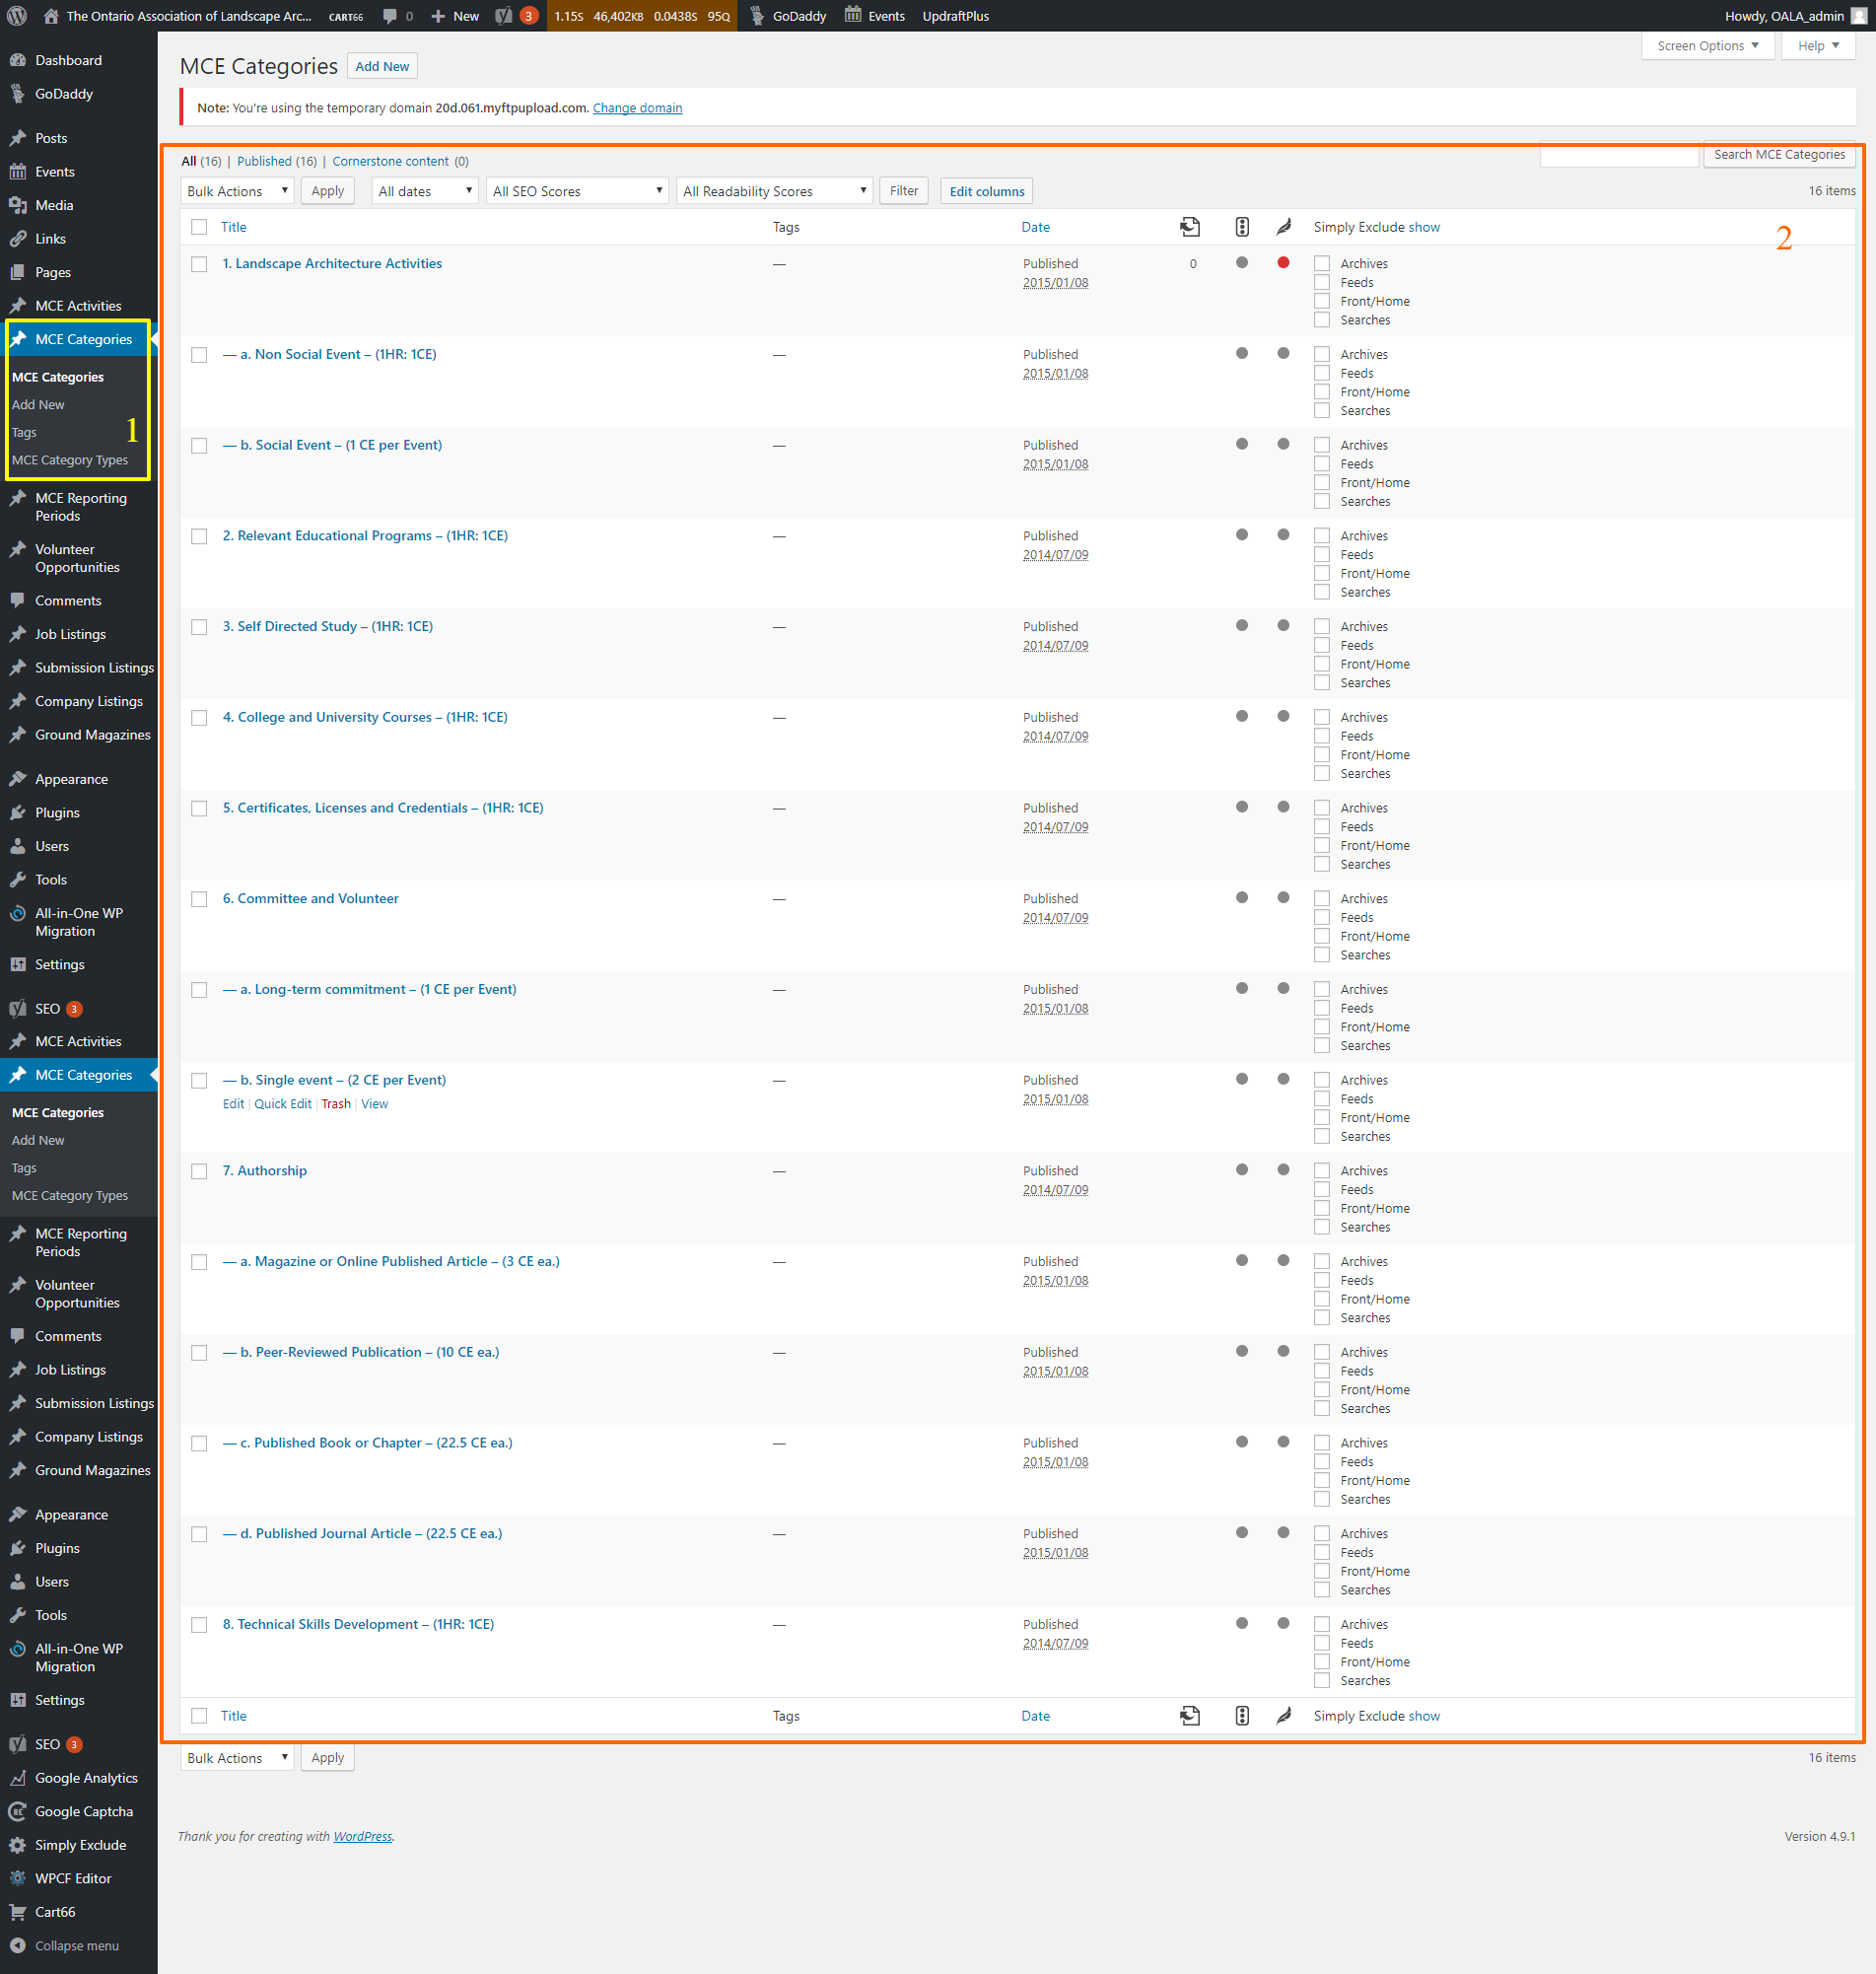 The Ontario Association of Landscape Arc... CART66 0 New 3 1.15S 46,402KB 0.0438S 95Q GoDaddy Events UpdraftPlus Howdy, OALA_admin
Dashboard
GoDaddy
Posts
Events
Media
Links
Pages
MCE Activities
MCE Categories
MCE Categories
Add New
Tags
1
MCE Category Types
MCE Reporting
Periods
Volunteer
Opportunities
Comments
Job Listings
Submission Listings
Company Listings
Ground Magazines
Appearance
Plugins
Users
Tools
All-in-One WP
Migration
Settings
SEO 3
MCE Activities
MCE Categories
MCE Categories
Add New
Tags
MCE Category Types
MCE Reporting
Periods
Volunteer
Opportunities
Comments
Job Listings
Submission Listings
Company Listings
Ground Magazines
Appearance
Plugins
Users
Tools
All-in-One WP
Migration
Settings
SEO 3
Google Analytics
Google Captcha
Simply Exclude
WPCF Editor
Cart66
Collapse menu
Screen Options Help
MCE Categories Add New
Note: You're using the temporary domain 20d.061.myftpupload.com. Change domain
All (16) | Published (16) | Cornerstone content (0) Search MCE Categories
Bulk Actions Apply All dates All SEO Scores All Readability Scores Filter Edit columns 16 items
Title Tags Date Simply Exclude show
2
1. Landscape Architecture Activities — Published 0 Archives
2015/01/08 Feeds
Front/Home
Searches
— a. Non Social Event – (1HR: 1CE) — Published Archives
2015/01/08 Feeds
Front/Home
Searches
— b. Social Event – (1 CE per Event) — Published Archives
2015/01/08 Feeds
Front/Home
Searches
2. Relevant Educational Programs – (1HR: 1CE) — Published Archives
2014/07/09 Feeds
Front/Home
Searches
3. Self Directed Study – (1HR: 1CE) — Published Archives
2014/07/09 Feeds
Front/Home
Searches
4. College and University Courses – (1HR: 1CE) — Published Archives
2014/07/09 Feeds
Front/Home
Searches
5. Certificates, Licenses and Credentials – (1HR: 1CE) — Published Archives
2014/07/09 Feeds
Front/Home
Searches
6. Committee and Volunteer — Published Archives
2014/07/09 Feeds
Front/Home
Searches
— a. Long-term commitment – (1 CE per Event) — Published Archives
2015/01/08 Feeds
Front/Home
Searches
— b. Single event – (2 CE per Event) — Published Archives
Edit | Quick Edit | Trash | View 2015/01/08 Feeds
Front/Home
Searches
7. Authorship — Published Archives
2014/07/09 Feeds
Front/Home
Searches
— a. Magazine or Online Published Article – (3 CE ea.) — Published Archives
2015/01/08 Feeds
Front/Home
Searches
— b. Peer-Reviewed Publication – (10 CE ea.) — Published Archives
2015/01/08 Feeds
Front/Home
Searches
— c. Published Book or Chapter – (22.5 CE ea.) — Published Archives
2015/01/08 Feeds
Front/Home
Searches
— d. Published Journal Article – (22.5 CE ea.) — Published Archives
2015/01/08 Feeds
Front/Home
Searches
8. Technical Skills Development – (1HR: 1CE) — Published Archives
2014/07/09 Feeds
Front/Home
Searches
Title Tags Date Simply Exclude show
Bulk Actions Apply 16 items
Thank you for creating with WordPress. Version 4.9.1